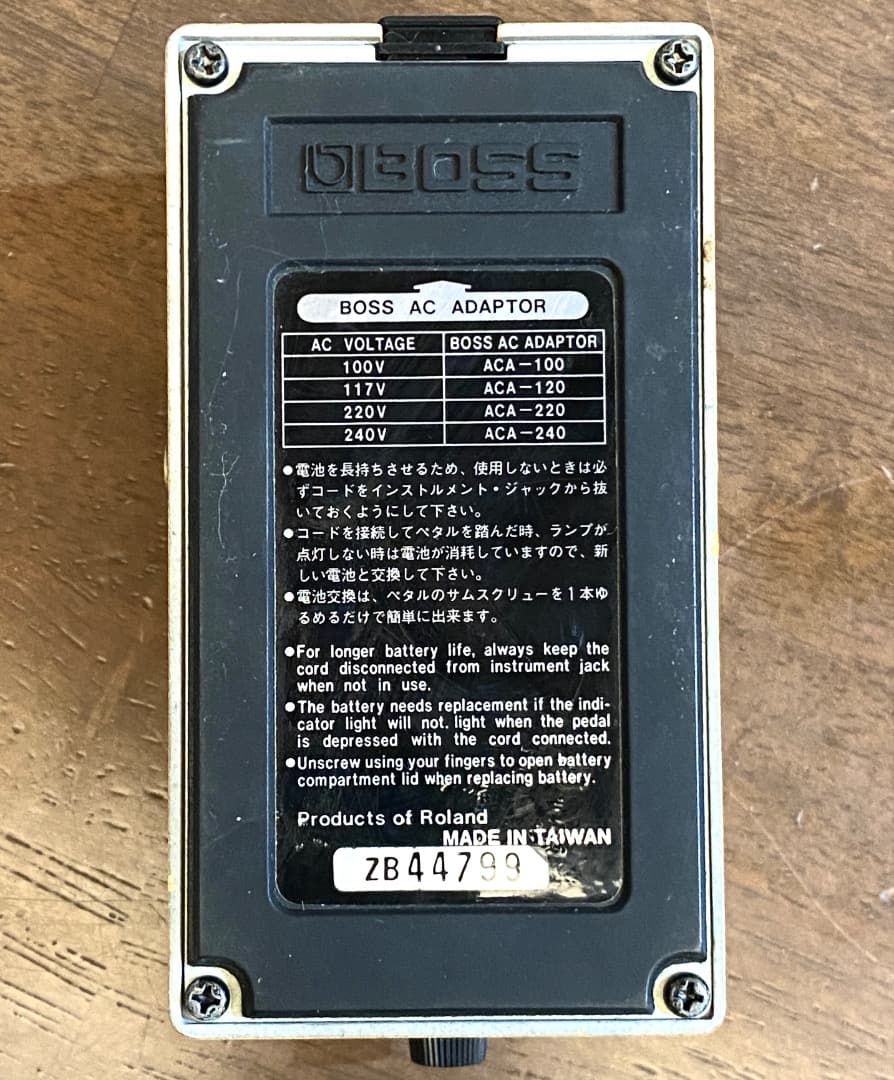 BOSS
BOSS AC ADAPTOR
AC VOLTAGE BOSS AC ADAPTOR
100V ACA-100
117V ACA-120
220V ACA-220
240V ACA-240
●電池を長持ちさせるため、使用しないときは必
ずコードをインストルメント・ジャックから抜
いておくようにして下さい。
●コードを接続してペタルを踏んだ時、ランプが
点灯しない時は電池が消耗していますので、新
しい電池と交換して下さい。
●電池交換は、ペタルのサムスクリューを1本ゆ
るめるだけで簡単に出来ます。
●For longer battery life, always keep the
cord disconnected from instrument jack
when not in use.
●The battery needs replacement if the indi-
cator light will not. light when the pedal
is depressed with the cord connected.
●Unscrew using your fingers to open battery
compartment lid when replacing battery.
Products of Roland
MADE IN TAIWAN
ZB44799